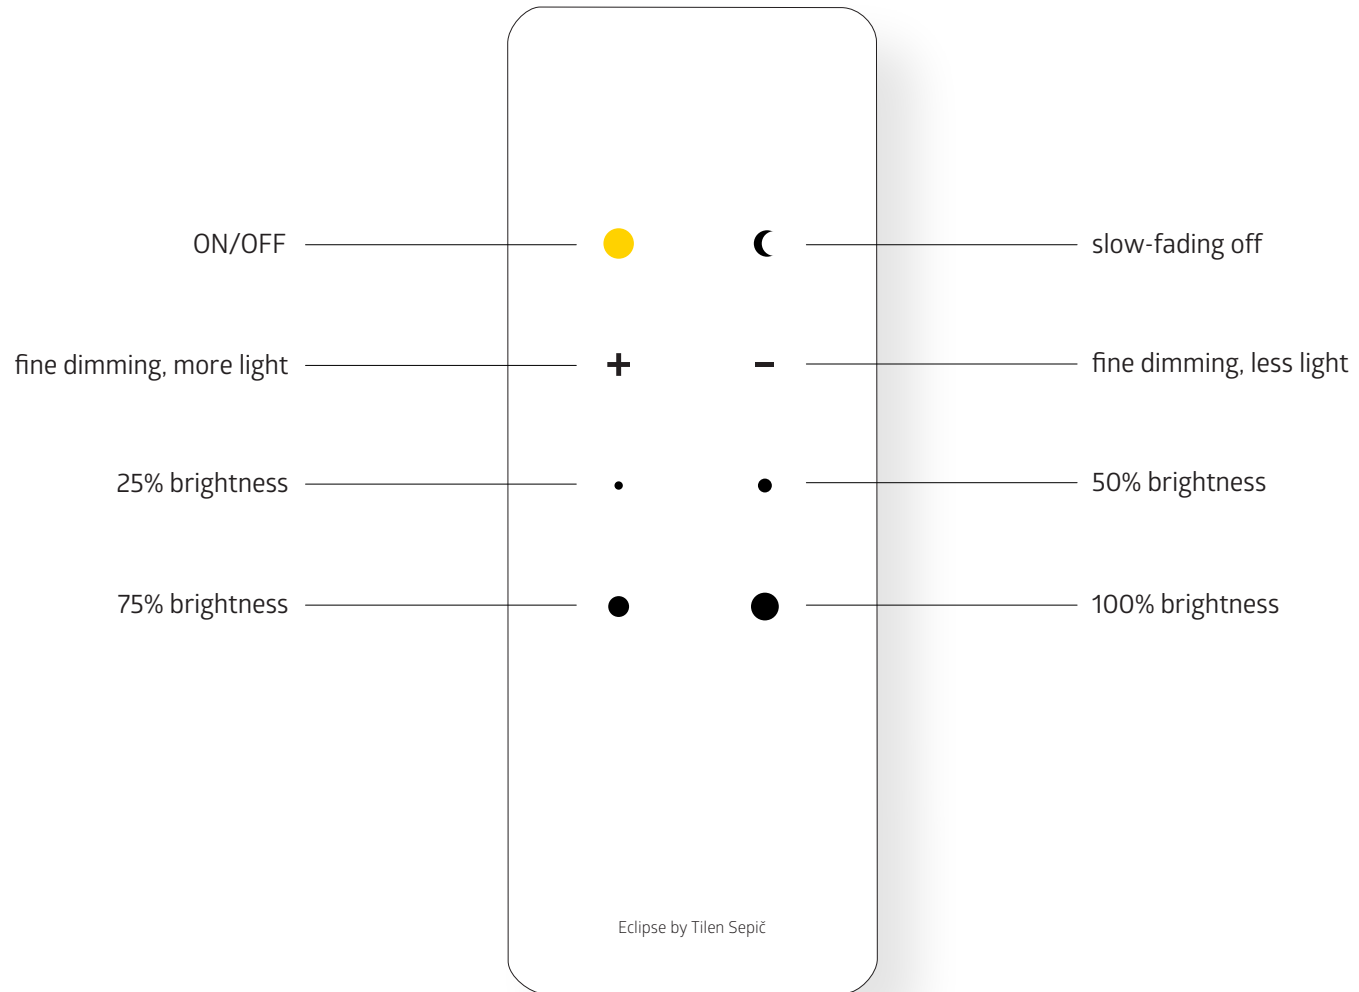 ON/OFF
slow-fading off
fine dimming, more light
fine dimming, less light
25% brightness
50% brightness
75% brightness
100% brightness
Eclipse by Tilen Sepič